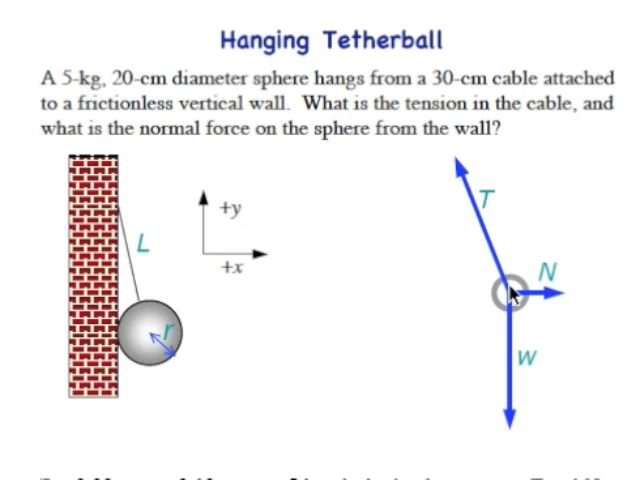 Hanging Tetherball
A 5-kg, 20-cm diameter sphere hangs from a 30-cm cable attached
to a frictionless vertical wall. What is the tension in the cable, and
what is the normal force on the sphere from the wall?
L
+y
+x
r
T
N
W